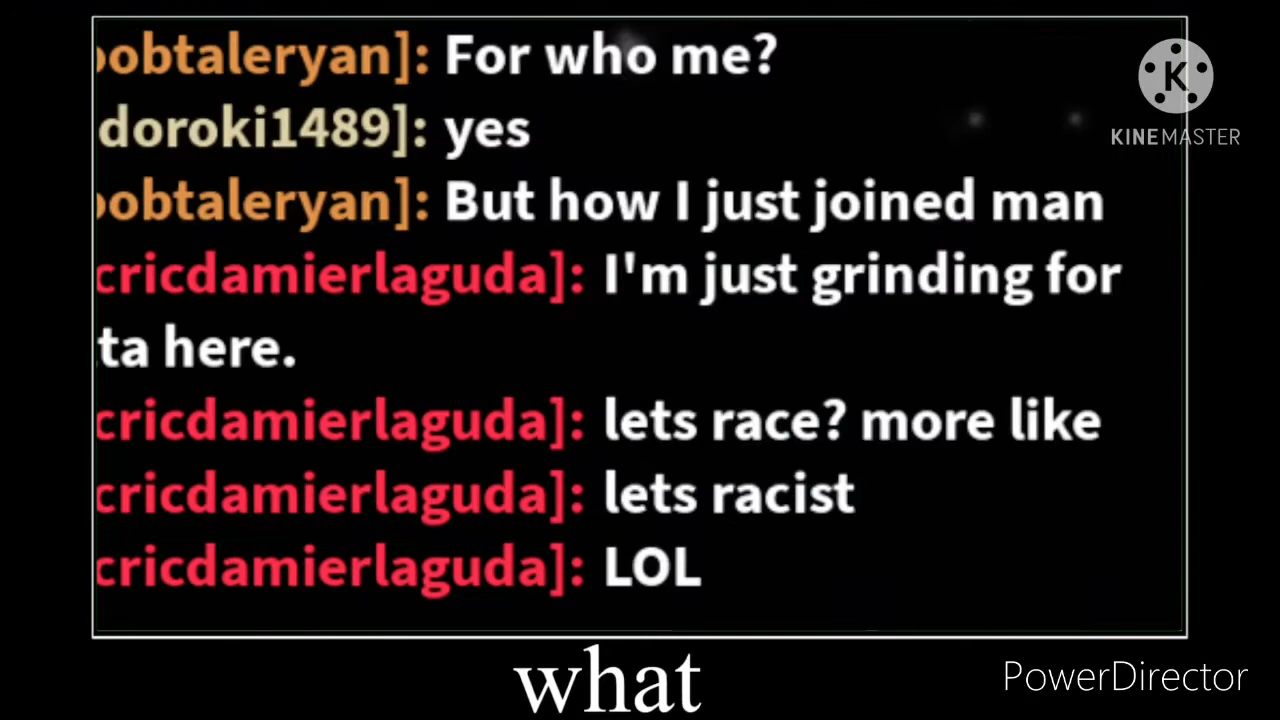 obtaleryan]: For who me?
doroki1489]: yes
obtaleryan]: But how I just joined man
cricdamierlaguda]: I'm just grinding for
ta here.
cricdamierlaguda]: lets race? more like
cricdamierlaguda]: lets racist
cricdamierlaguda]: LOL
K
KINEMASTER
what
PowerDirector